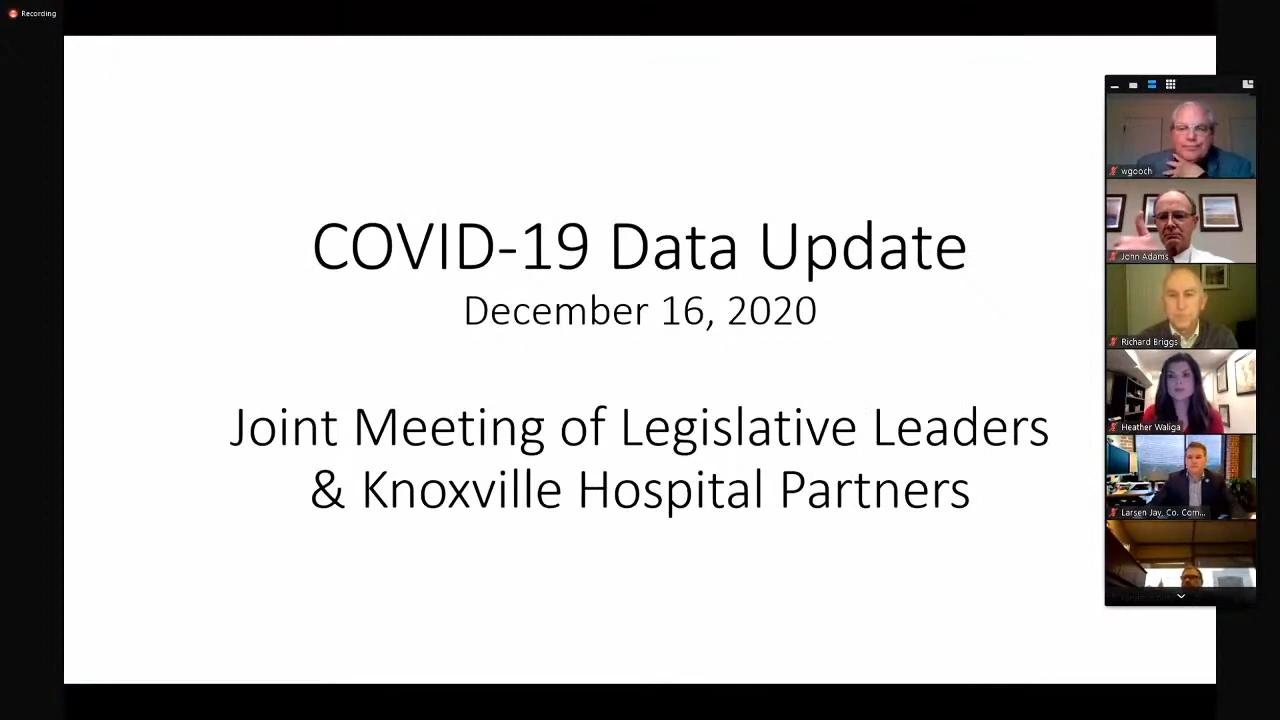 Recording
COVID-19 Data Update
December 16, 2020
Joint Meeting of Legislative Leaders
& Knoxville Hospital Partners
wgooch
John Adams
Richard Briggs
Heather Waliga
Larsen Jay, Co. Com...